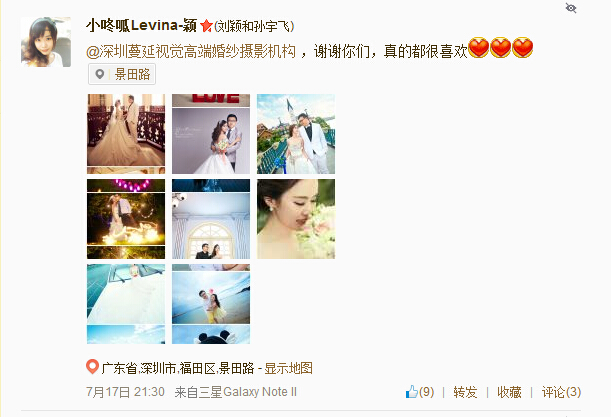 小咚呱Levina-颖 (刘颖和孙宇飞)
@深圳蔓延视觉高端婚纱摄影机构，谢谢你们，真的都很喜欢
景田路
LOVE
广东省,深圳市,福田区,景田路 - 显示地图
7月17日 21:30 来自三星Galaxy Note II (9) | 转发 | 收藏 | 评论(3)